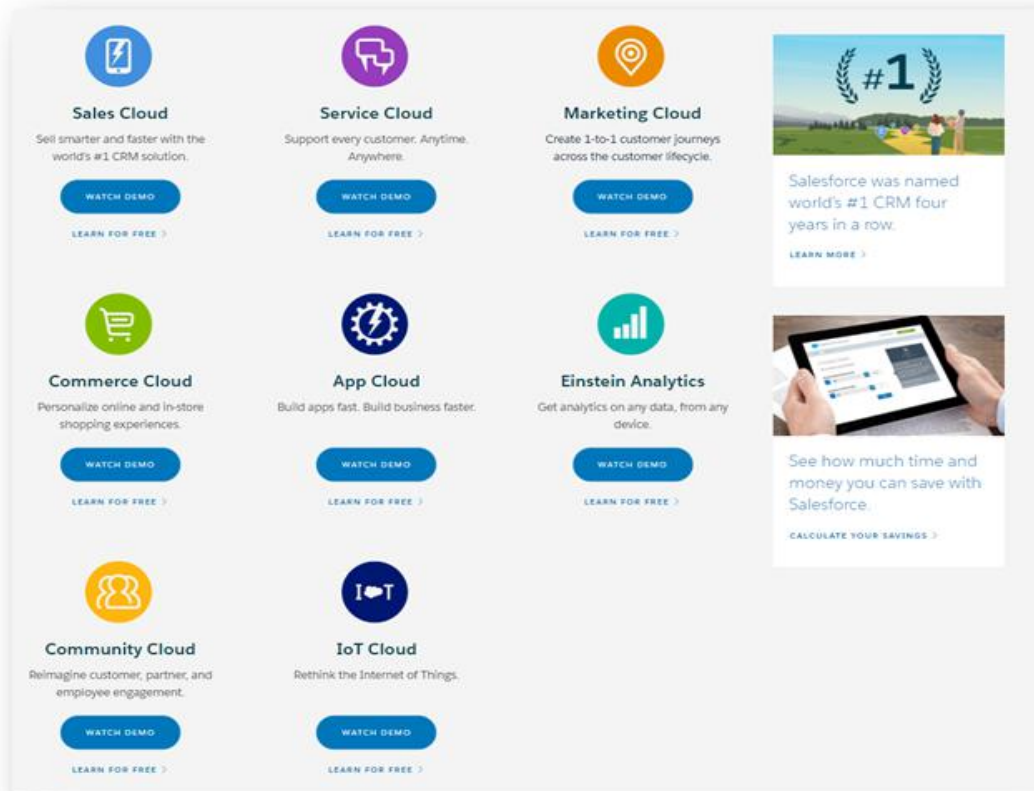 Sales Cloud
Sell smarter and faster with the
world's #1 CRM solution.
WATCH DEMO
LEARN FOR FREE >
Service Cloud
Support every customer. Anytime.
Anywhere.
WATCH DEMO
LEARN FOR FREE >
Marketing Cloud
Create 1-to-1 customer journeys
across the customer lifecycle.
WATCH DEMO
LEARN FOR FREE >
#1
Salesforce was named
world's #1 CRM four
years in a row.
LEARN MORE >
Commerce Cloud
Personalize online and in-store
shopping experiences.
WATCH DEMO
LEARN FOR FREE >
App Cloud
Build apps fast. Build business faster.
WATCH DEMO
LEARN FOR FREE >
Einstein Analytics
Get analytics on any data, from any
device.
WATCH DEMO
LEARN FOR FREE >
See how much time and
money you can save with
Salesforce.
CALCULATE YOUR SAVINGS >
Community Cloud
Reimagine customer, partner, and
employee engagement.
WATCH DEMO
LEARN FOR FREE >
IoT
IoT Cloud
Rethink the Internet of Things.
WATCH DEMO
LEARN FOR FREE >